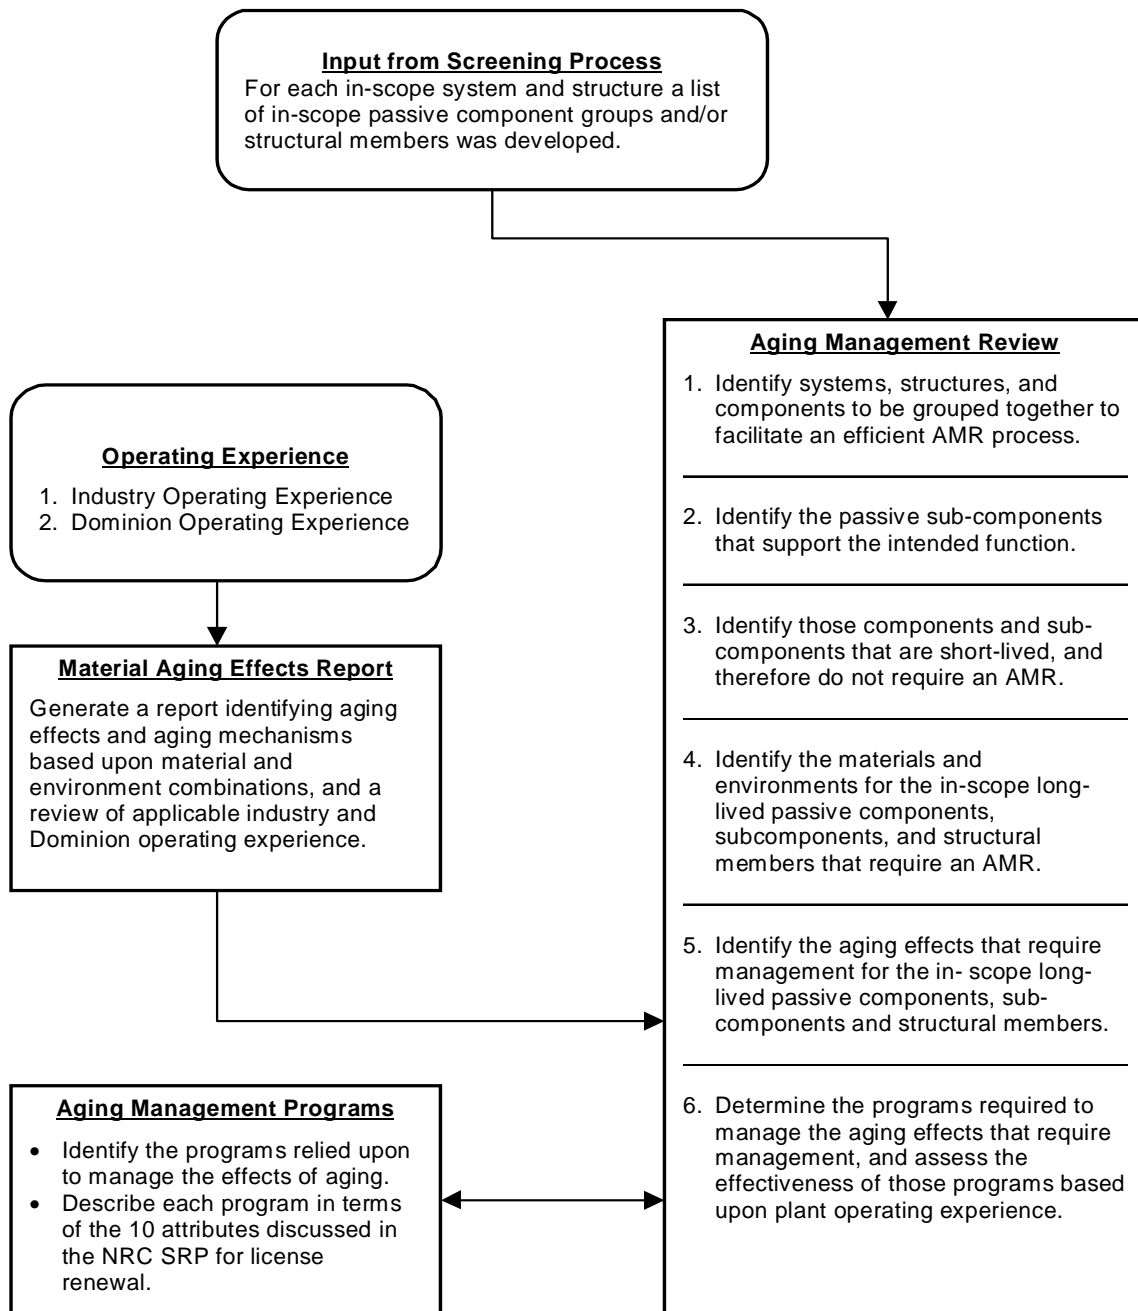 Input from Screening Process
For each in-scope system and structure a list
of in-scope passive component groups and/or
structural members was developed.
Operating Experience
1. Industry Operating Experience
2. Dominion Operating Experience
Material Aging Effects Report
Generate a report identifying aging
effects and aging mechanisms
based upon material and
environment combinations, and a
review of applicable industry and
Dominion operating experience.
Aging Management Programs
• Identify the programs relied upon
to manage the effects of aging.
• Describe each program in terms
of the 10 attributes discussed in
the NRC SRP for license
renewal.
Aging Management Review
1. Identify systems, structures, and
components to be grouped together to
facilitate an efficient AMR process.
2. Identify the passive sub-components
that support the intended function.
3. Identify those components and sub-
components that are short-lived, and
therefore do not require an AMR.
4. Identify the materials and
environments for the in-scope long-
lived passive components,
subcomponents, and structural
members that require an AMR.
5. Identify the aging effects that require
management for the in- scope long-
lived passive components, sub-
components and structural members.
6. Determine the programs required to
manage the aging effects that require
management, and assess the
effectiveness of those programs based
upon plant operating experience.